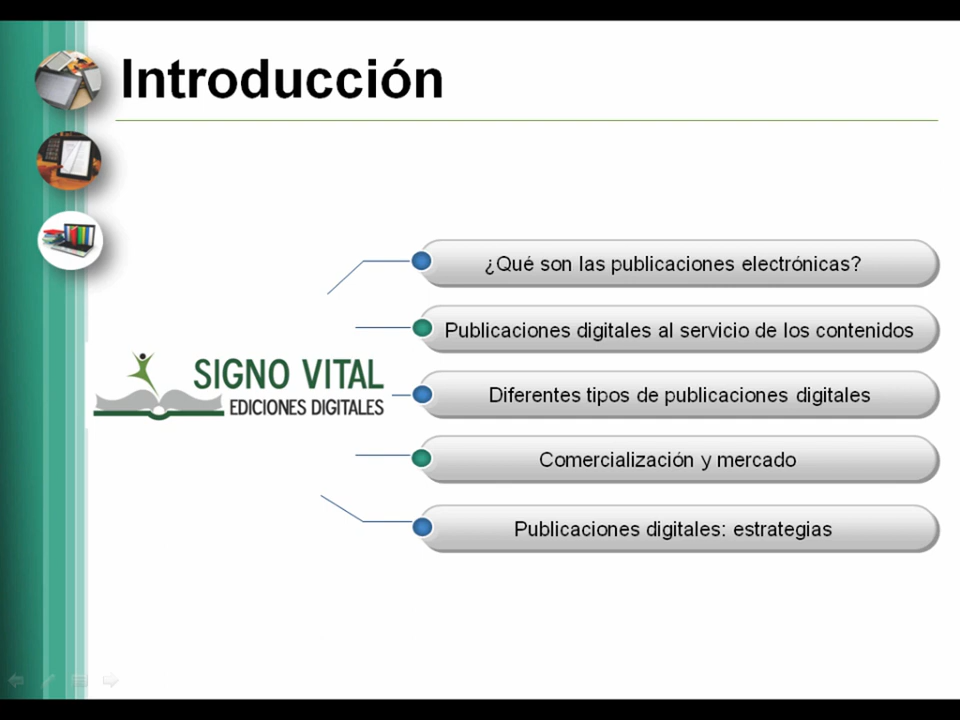 Introducción
¿Qué son las publicaciones electrónicas?
Publicaciones digitales al servicio de los contenidos
SIGNO VITAL
EDICIONES DIGITALES
Diferentes tipos de publicaciones digitales
Comercialización y mercado
Publicaciones digitales: estrategias